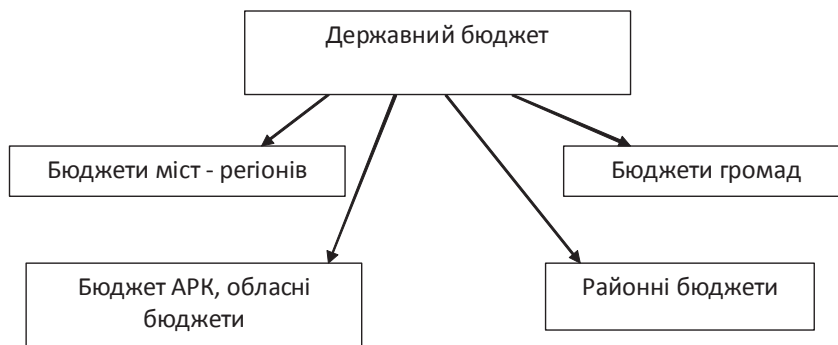 Державний бюджет
Бюджети міст - регіонів
Бюджети громад
Бюджет АРК, обласні
бюджети
Районні бюджети